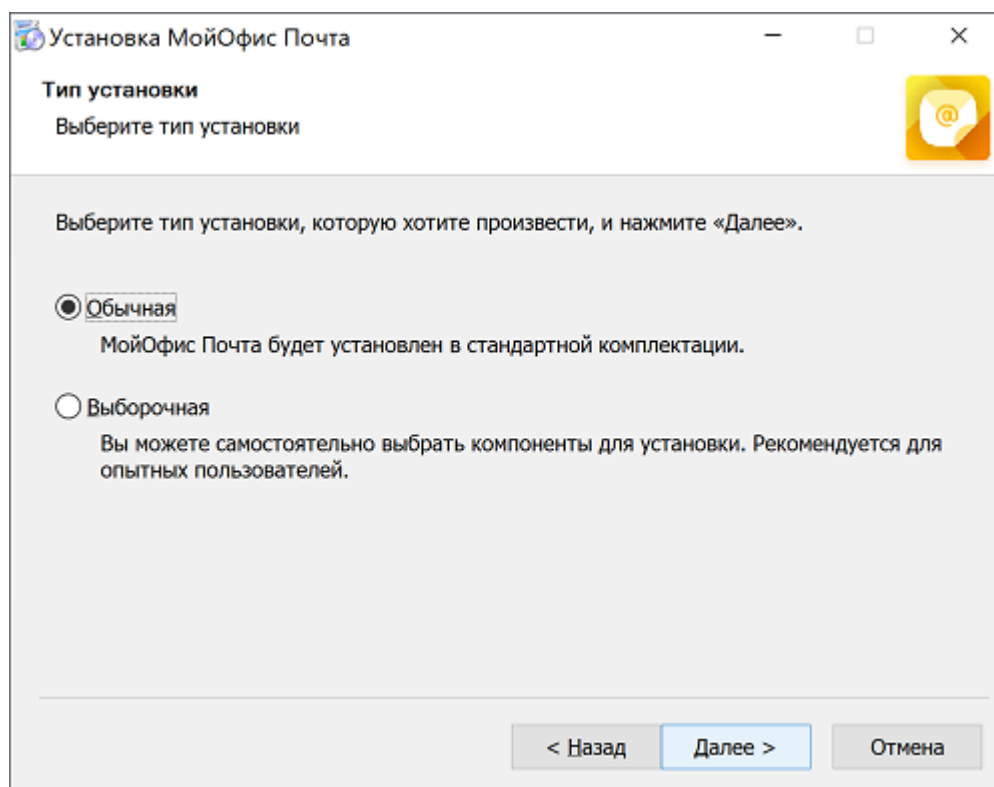 Установка МойОфис Почта
Тип установки
Выберите тип установки
@
Выберите тип установки, которую хотите произвести, и нажмите «Далее».
Обычная
МойОфис Почта будет установлен в стандартной комплектации.
Выборочная
Вы можете самостоятельно выбрать компоненты для установки. Рекомендуется для
опытных пользователей.
< Назад Далее > Отмена